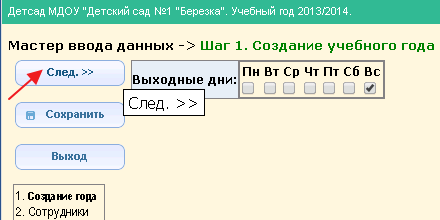 Детсад МДОУ "Детский сад №1 "Березка". Учебный год 2013/2014.
Мастер ввода данных -> Шаг 1. Создание учебного года
След. >>
Выходные дни:
Пн Вт Ср Чт Пт Сб Вс
След. >>
Сохранить
Выход
1. Создание года
2. Сотрудники